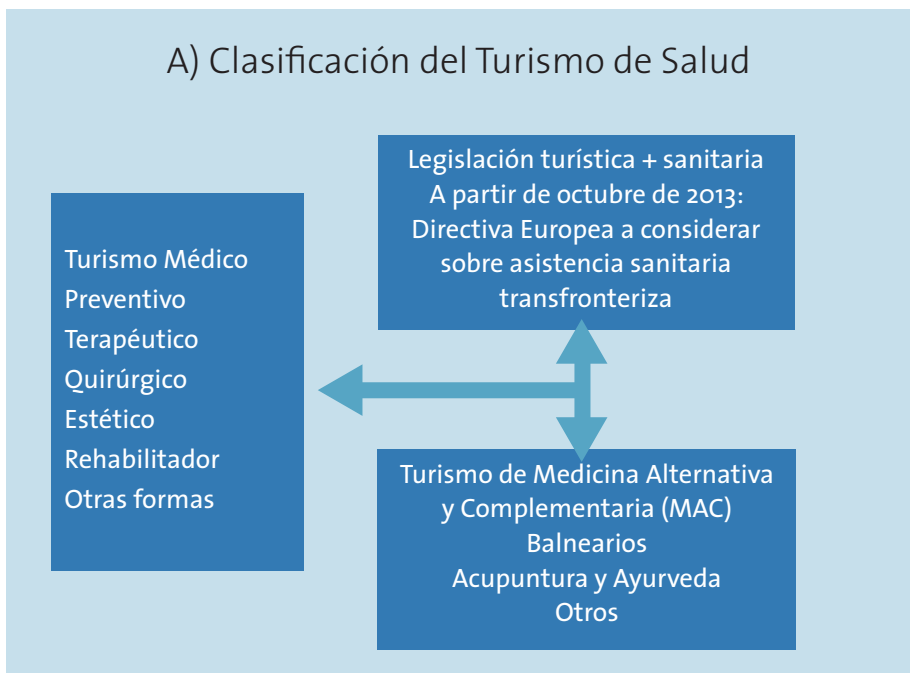 A) Clasificación del Turismo de Salud
Turismo Médico
Preventivo
Terapéutico
Quirúrgico
Estético
Rehabilitador
Otras formas
Legislación turística + sanitaria
A partir de octubre de 2013:
Directiva Europea a considerar
sobre asistencia sanitaria
transfronteriza
Turismo de Medicina Alternativa
y Complementaria (MAC)
Balnearios
Acupuntura y Ayurveda
Otros